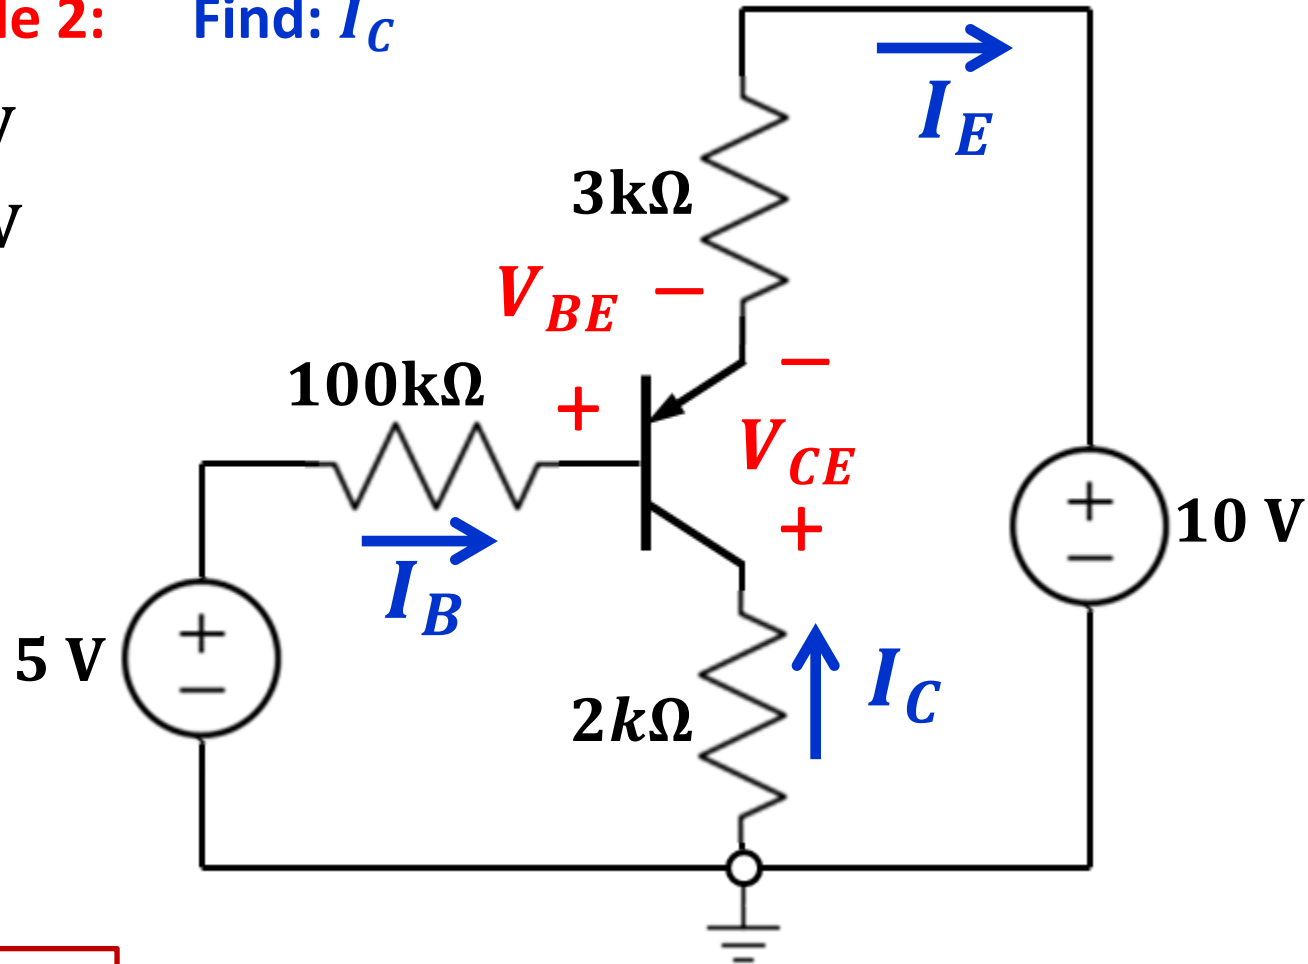 le 2: Find: I_C
V
V
I_E
3kΩ
V_BE −
100kΩ
−
+
V_CE
+
I_B
+
−
10 V
5 V
+
−
2kΩ
I_C